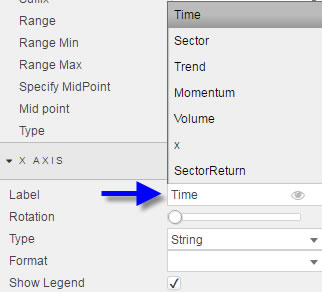 Suffix
Range
Range Min
Range Max
Specify MidPoint
Mid point
Type
Time
Sector
Trend
Momentum
Volume
x
SectorReturn
X AXIS
Label Time
Rotation
Type String
Format
Show Legend